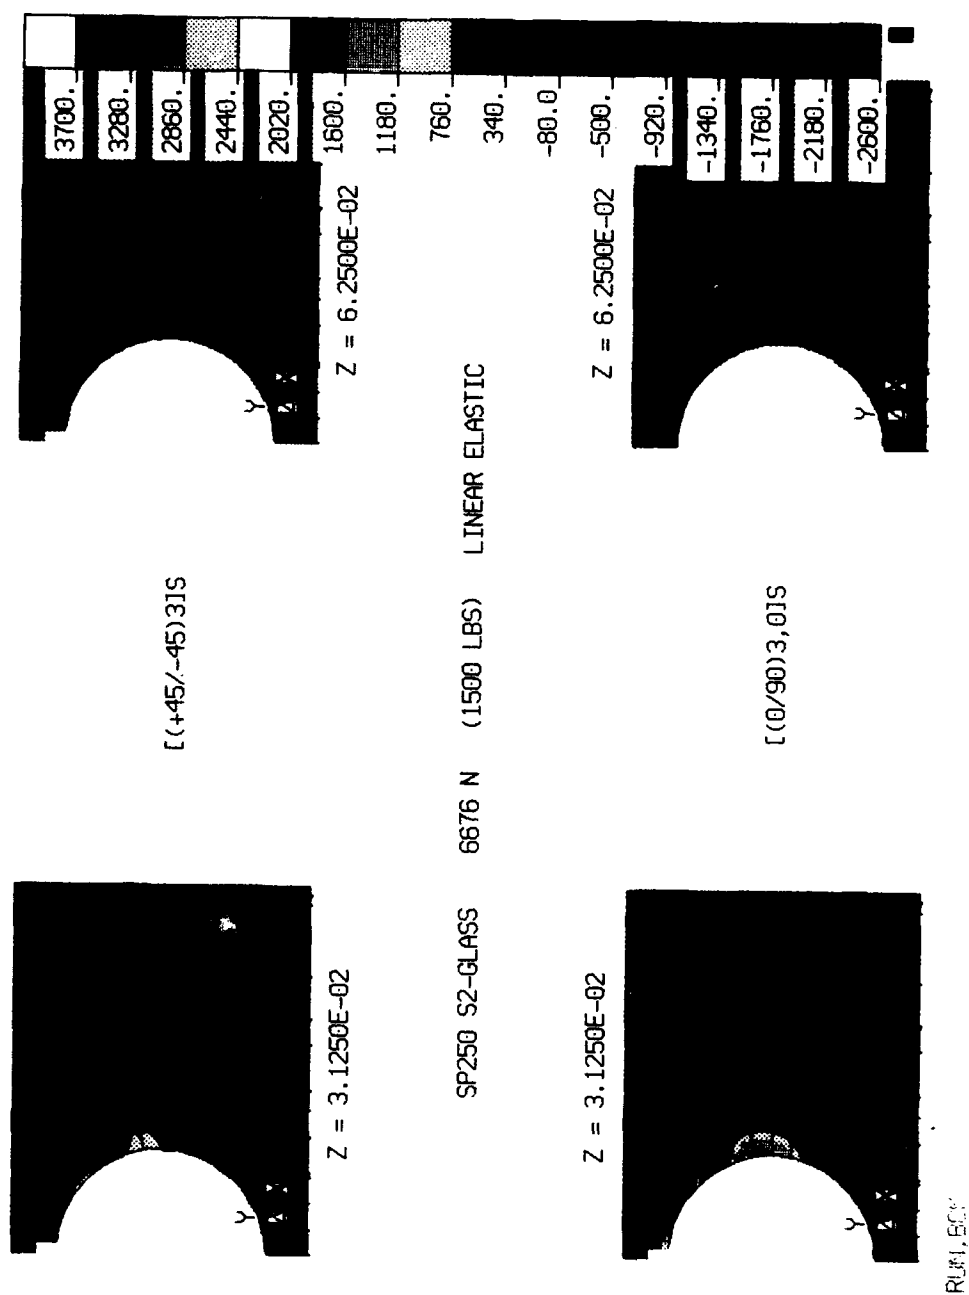 3700.
3280.
2860.
2440.
2020.
1600.
1180.
760.
340.
-80.0
-500.
-920.
-1340.
-1760.
-2180.
-2600.
Z = 6.2500E-02
Z = 6.2500E-02
Y
Z X
Y
Z X
[(+45/-45)3]S
SP250 S2-GLASS 6676 N (1500 LBS) LINEAR ELASTIC
[(0/90)3,0]S
Z = 3.1250E-02
Z = 3.1250E-02
Y
Z X
Y
Z X
RUN,